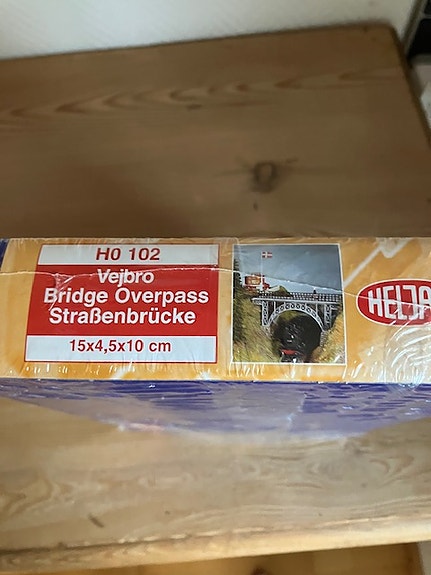 H0 102
Vejbro
Bridge Overpass
Straßenbrücke
15x4,5x10 cm
HELJA